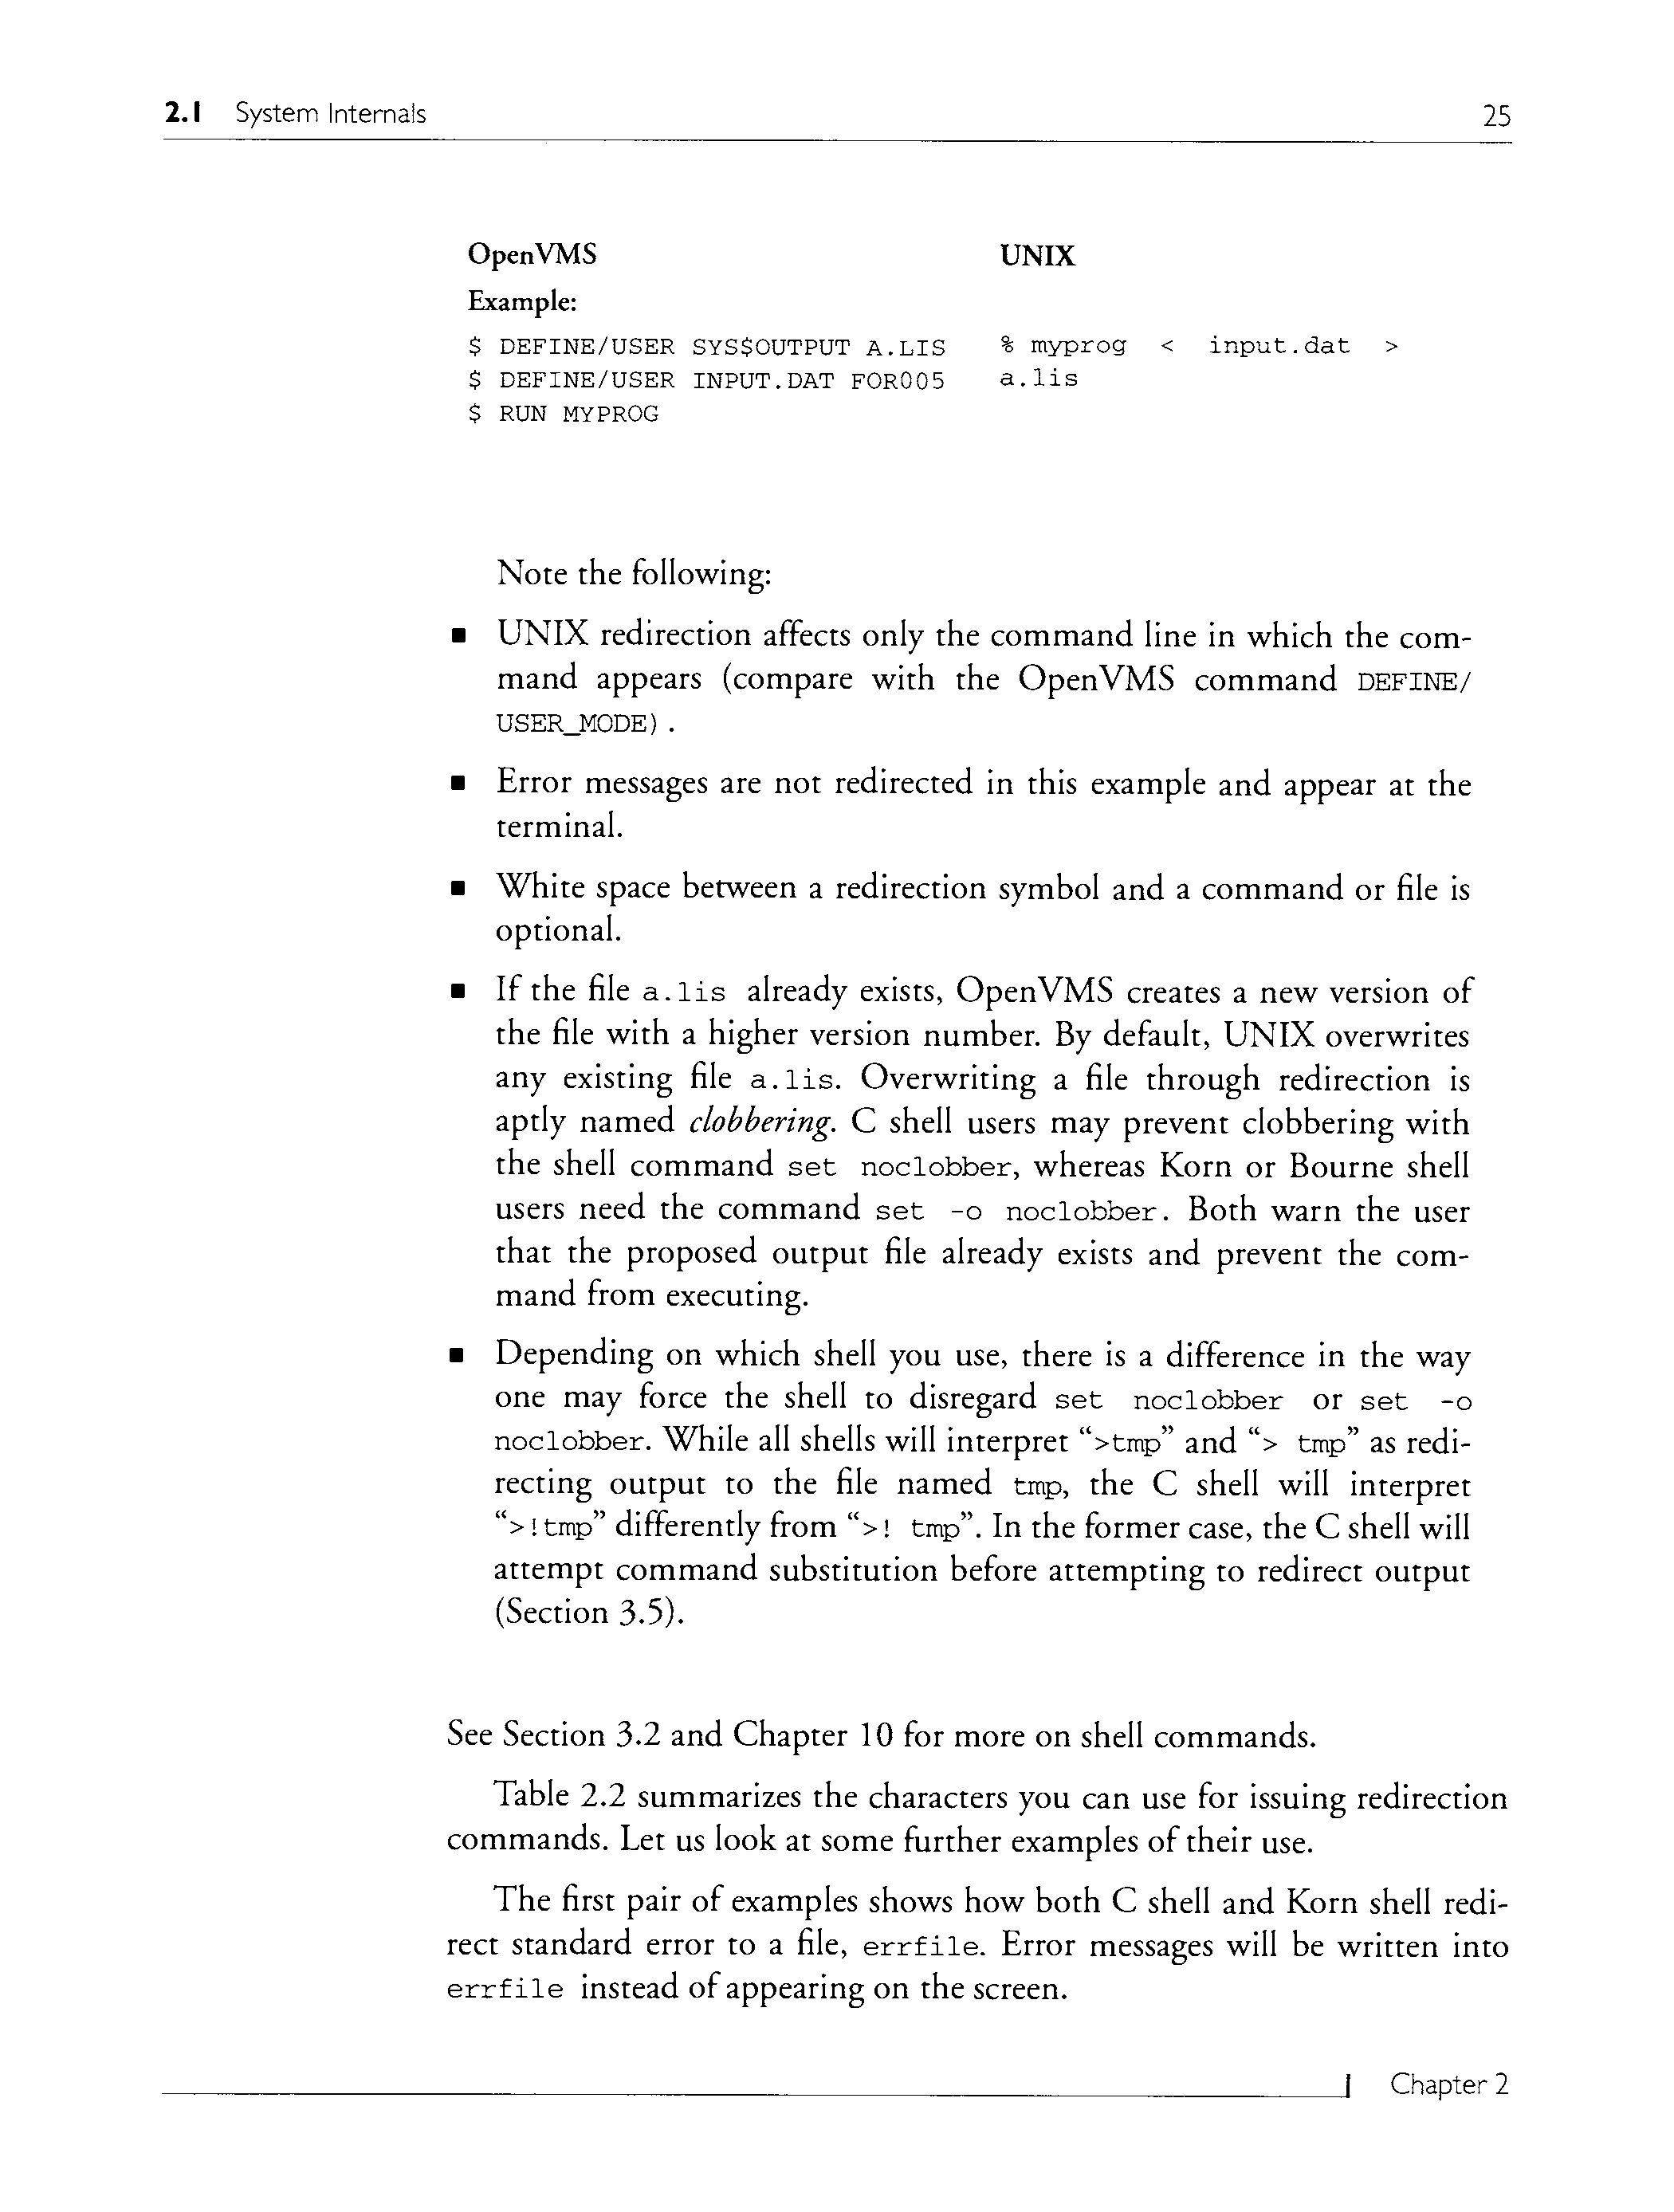 2.1 System Internals 25
OpenVMS UNIX
Example:
$ DEFINE/USER SYS$OUTPUT A.LIS % myprog < input.dat >
$ DEFINE/USER INPUT.DAT FOR005 a.lis
$ RUN MYPROG
Note the following:
■ UNIX redirection affects only the command line in which the com-
mand appears (compare with the OpenVMS command DEFINE/
USER_MODE).
■ Error messages are not redirected in this example and appear at the
terminal.
■ White space between a redirection symbol and a command or file is
optional.
■ If the file a.lis already exists, OpenVMS creates a new version of
the file with a higher version number. By default, UNIX overwrites
any existing file a.lis. Overwriting a file through redirection is
aptly named clobbering. C shell users may prevent clobbering with
the shell command set noclobber, whereas Korn or Bourne shell
users need the command set -o noclobber. Both warn the user
that the proposed output file already exists and prevent the com-
mand from executing.
■ Depending on which shell you use, there is a difference in the way
one may force the shell to disregard set noclobber or set -o
noclobber. While all shells will interpret “>tmp” and “> tmp” as redi-
recting output to the file named tmp, the C shell will interpret
“>!tmp” differently from “>! tmp”. In the former case, the C shell will
attempt command substitution before attempting to redirect output
(Section 3.5).
See Section 3.2 and Chapter 10 for more on shell commands.
Table 2.2 summarizes the characters you can use for issuing redirection
commands. Let us look at some further examples of their use.
The first pair of examples shows how both C shell and Korn shell redi-
rect standard error to a file, errfile. Error messages will be written into
errfile instead of appearing on the screen.
Chapter 2